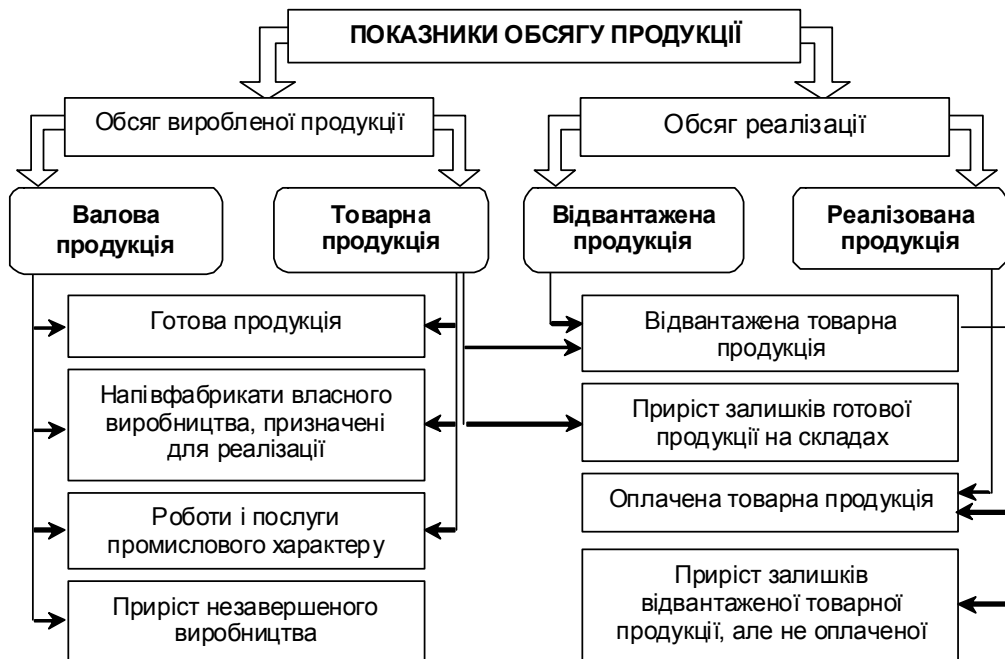 ПОКАЗНИКИ ОБСЯГУ ПРОДУКЦІЇ
Обсяг виробленої продукції
Обсяг реалізації
Валова
продукція
Товарна
продукція
Відвантажена
продукція
Реалізована
продукція
Готова продукція
Напівфабрикати власного
виробництва, призначені
для реалізації
Роботи і послуги
промислового характеру
Приріст незавершеного
виробництва
Відвантажена товарна
продукція
Приріст залишків готової
продукції на складах
Оплачена товарна продукція
Приріст залишків
відвантаженої товарної
продукції, але не оплаченої